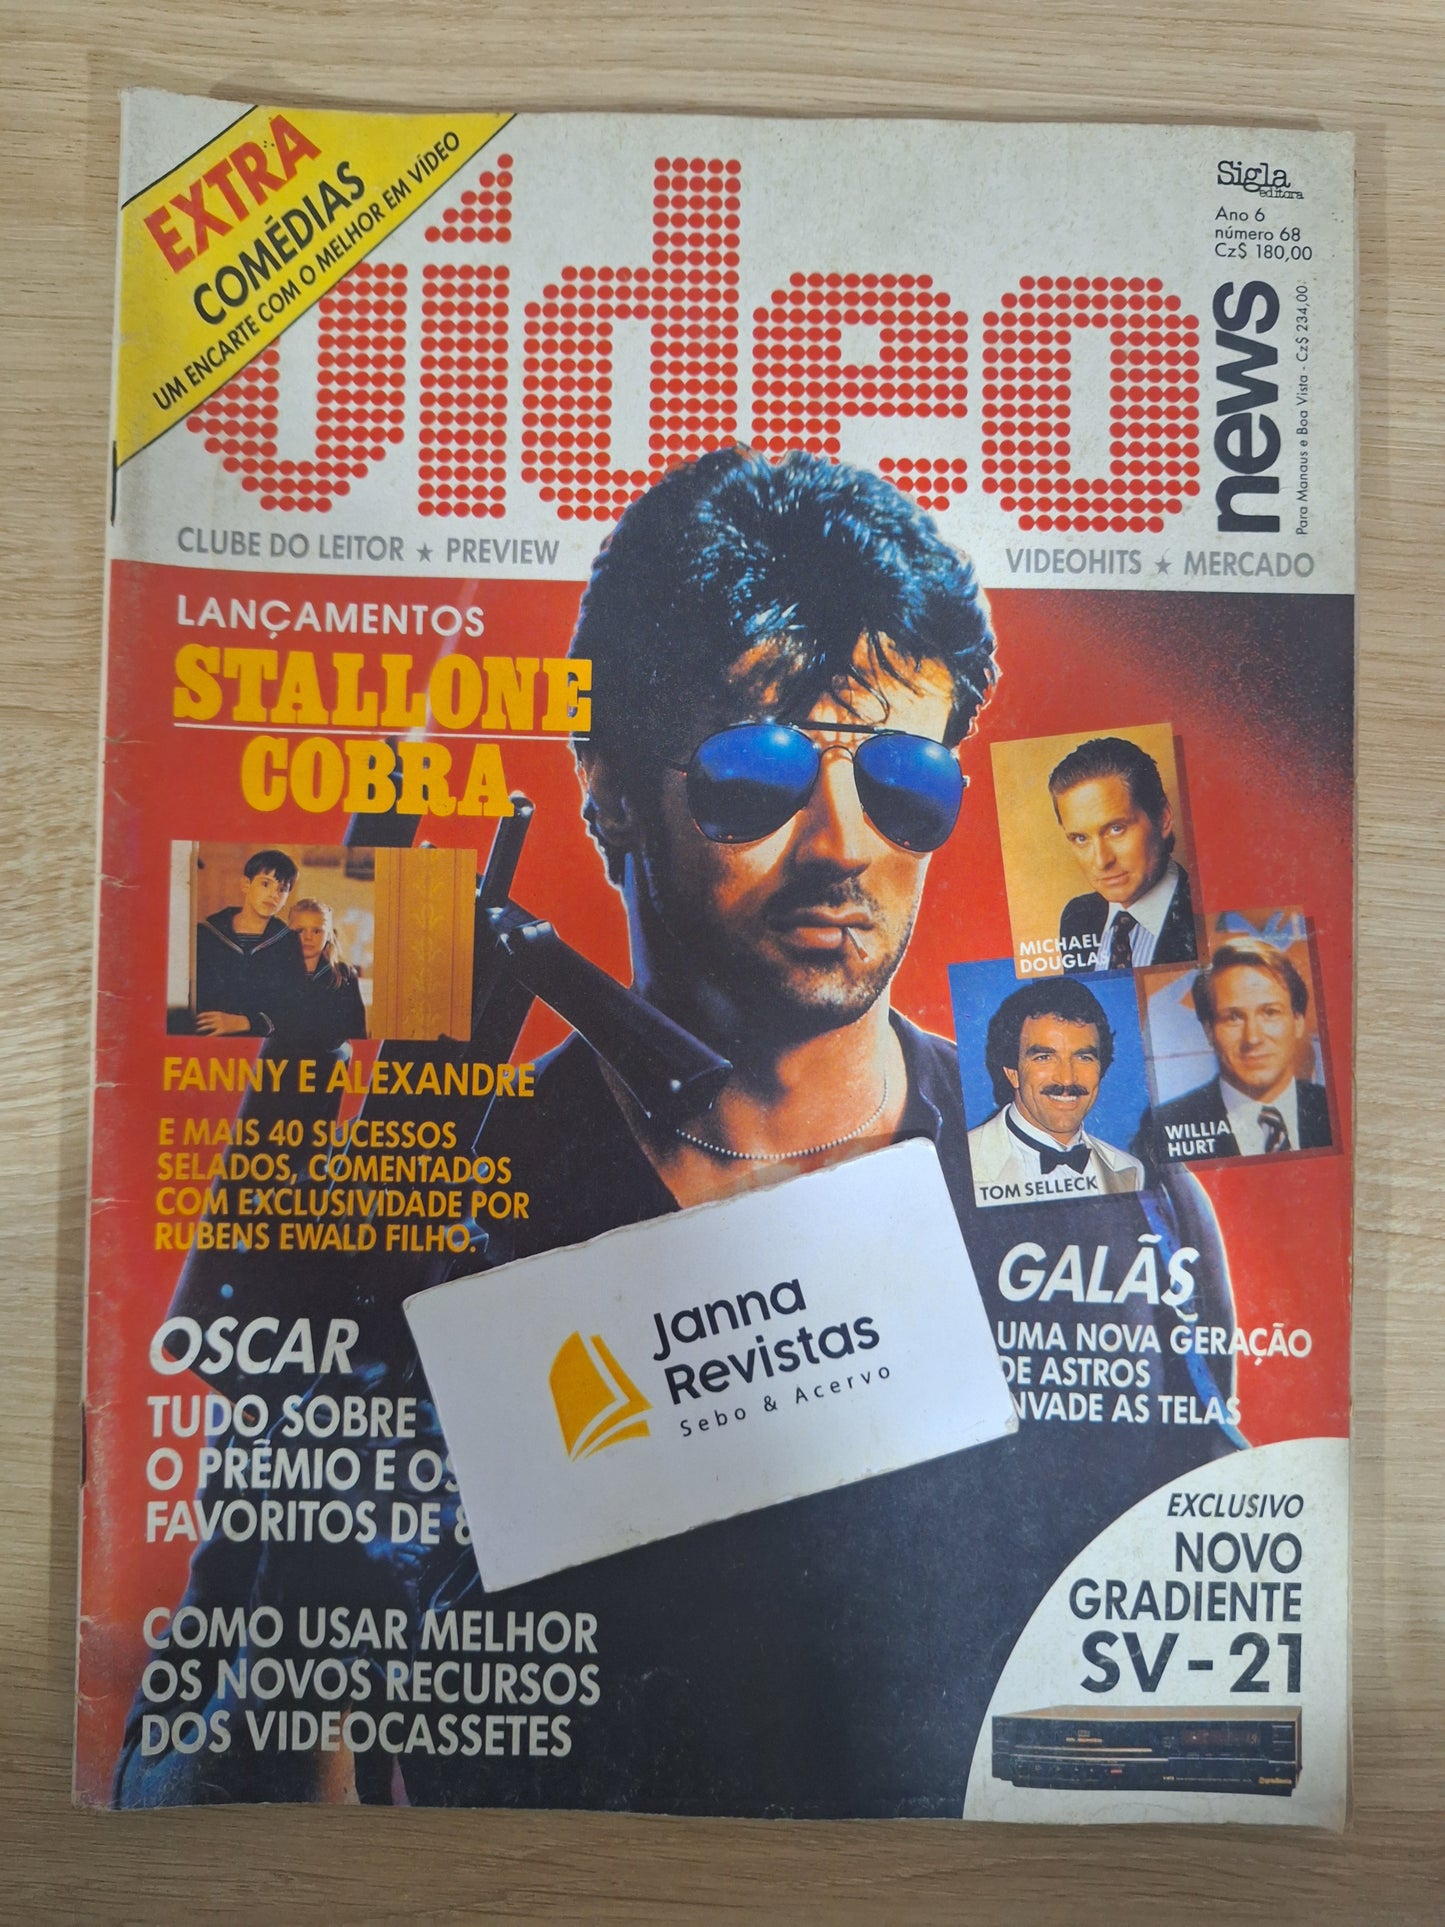 EXTRA
COMÉDIAS
UM ENCARTE COM O MELHOR EM VÍDEO
vídeo
news
Sigla
editora
Ano 6
número 68
Cz$ 180,00
Para Manaus e Boa Vista - Cz$ 234,00
CLUBE DO LEITOR ★ PREVIEW
VIDEOHITS ★ MERCADO
LANÇAMENTOS
STALLONE
COBRA
FANNY E ALEXANDRE
E MAIS 40 SUCESSOS
SELADOS, COMENTADOS
COM EXCLUSIVIDADE POR
RUBENS EWALD FILHO.
MICHAEL
DOUGLAS
WILLIAM
HURT
TOM SELLECK
GALÃS
UMA NOVA GERAÇÃO
DE ASTROS
NVADE AS TELAS
OSCAR
TUDO SOBRE
O PRÊMIO E OS
FAVORITOS DE
Janna
Revistas
Sebo & Acervo
COMO USAR MELHOR
OS NOVOS RECURSOS
DOS VIDEOCASSETES
EXCLUSIVO
NOVO
GRADIENTE
SV-21
gradiente